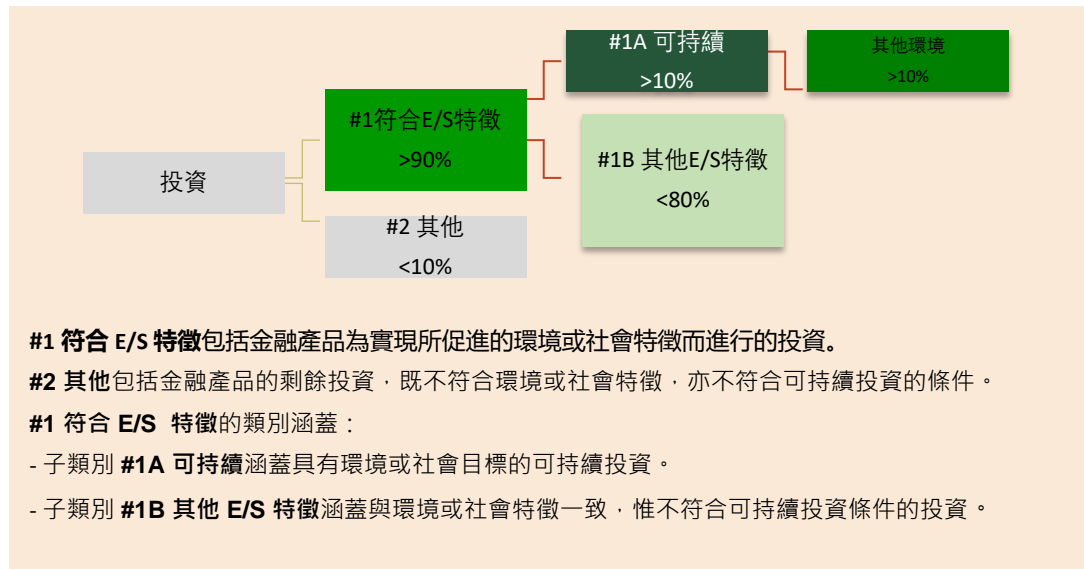 #1A 可持續
>10%
其他環境
>10%
#1符合E/S特徵
>90%
#1B 其他E/S特徵
<80%
投資
#2 其他
<10%
#1 符合 E/S 特徵包括金融產品為實現所促進的環境或社會特徵而進行的投資。
#2 其他包括金融產品的剩餘投資，既不符合環境或社會特徵，亦不符合可持續投資的條件。
#1 符合 E/S 特徵的類別涵蓋：
- 子類別 #1A 可持續涵蓋具有環境或社會目標的可持續投資。
- 子類別 #1B 其他 E/S 特徵涵蓋與環境或社會特徵一致，惟不符合可持續投資條件的投資。